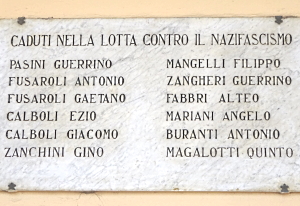 CADUTI NELLA LOTTA CONTRO IL NAZIFASCISMO
PASINI GUERRINO
FUSAROLI ANTONIO
FUSAROLI GAETANO
CALBOLI EZIO
CALBOLI GIACOMO
ZANCHINI GINO
MANGELLI FILIPPO
ZANGHERI GUERRINO
FABBRI ALTEO
MARIANI ANGELO
BURANTI ANTONIO
MAGALOTTI QUINTO